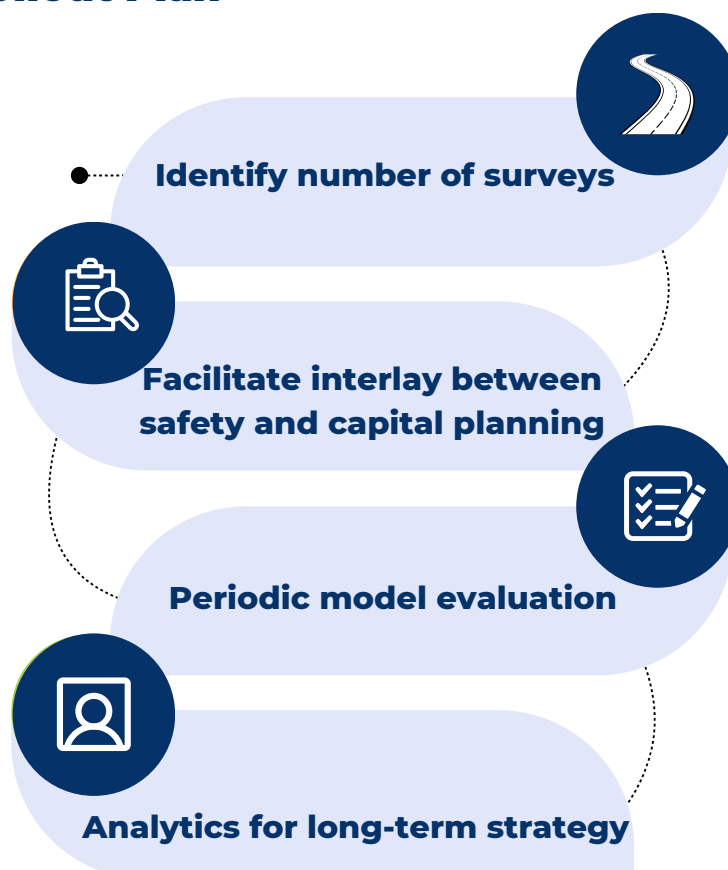 Plan
Identify number of surveys
Facilitate interlay between
safety and capital planning
Periodic model evaluation
Analytics for long-term strategy